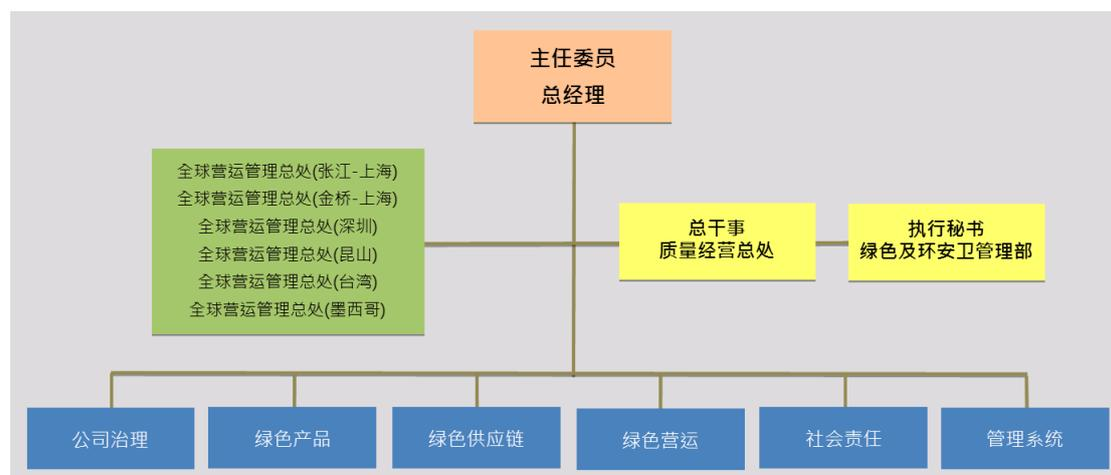 主任委员
总经理
全球营运管理总处(张江-上海)
全球营运管理总处(金桥-上海)
全球营运管理总处(深圳)
全球营运管理总处(昆山)
全球营运管理总处(台湾)
全球营运管理总处(墨西哥)
总干事
质量经营总处
执行秘书
绿色及环安卫管理部
公司治理
绿色产品
绿色供应链
绿色营运
社会责任
管理系统